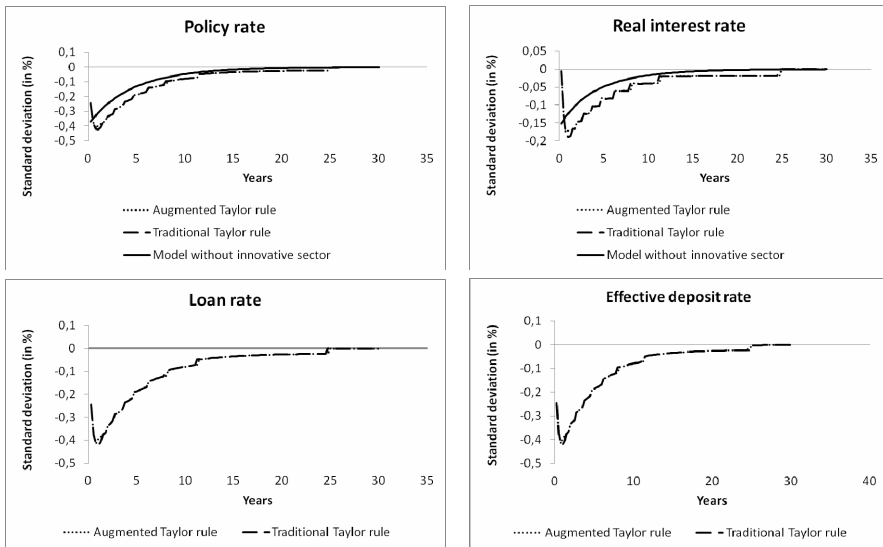 Policy rate
Standard deviation (in %)
0,1
0
-0,1
-0,2
-0,3
-0,4
-0,5
0 5 10 15 20 25 30 35
Years
Augmented Taylor rule
Traditional Taylor rule
Model without innovative sector
Real interest rate
Standard deviation (in %)
0,05
0
-0,05
-0,1
-0,15
-0,2
0 5 10 15 20 25 30 35
Years
Augmented Taylor rule
Traditional Taylor rule
Model without innovative sector
Loan rate
Standard deviation (in %)
0,1
0
-0,1
-0,2
-0,3
-0,4
-0,5
0 5 10 15 20 25 30 35
Years
Augmented Taylor rule Traditional Taylor rule
Effective deposit rate
Standard deviation (in %)
0,1
0
-0,1
-0,2
-0,3
-0,4
-0,5
0 10 20 30 40
Years
Augmented Taylor rule Traditional Taylor rule